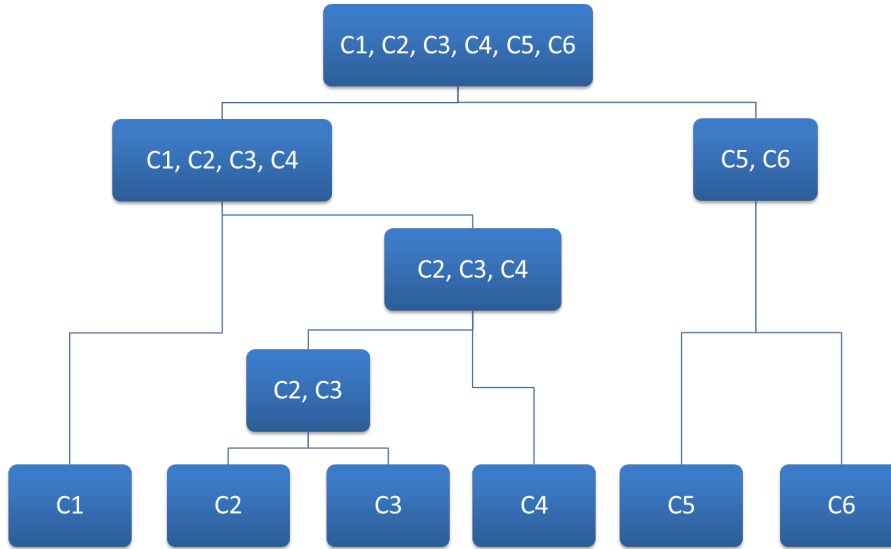 C1, C2, C3, C4, C5, C6
C1, C2, C3, C4
C5, C6
C2, C3, C4
C2, C3
C1
C2
C3
C4
C5
C6